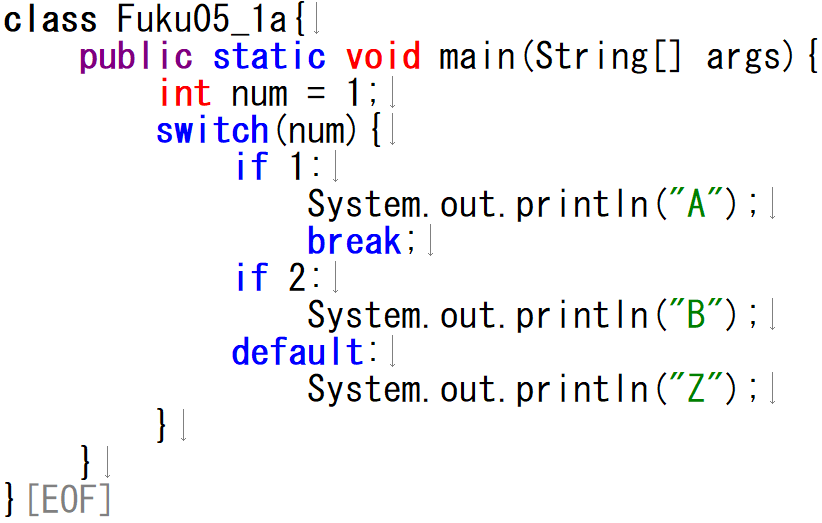 class Fuku05_1a{↓
public static void main(String[] args){
int num = 1;↓
switch(num){↓
if 1:↓
System.out.println("A");↓
break;↓
if 2:↓
System.out.println("B");↓
default:↓
System.out.println("Z");↓
}↓
}↓
}[EOF]